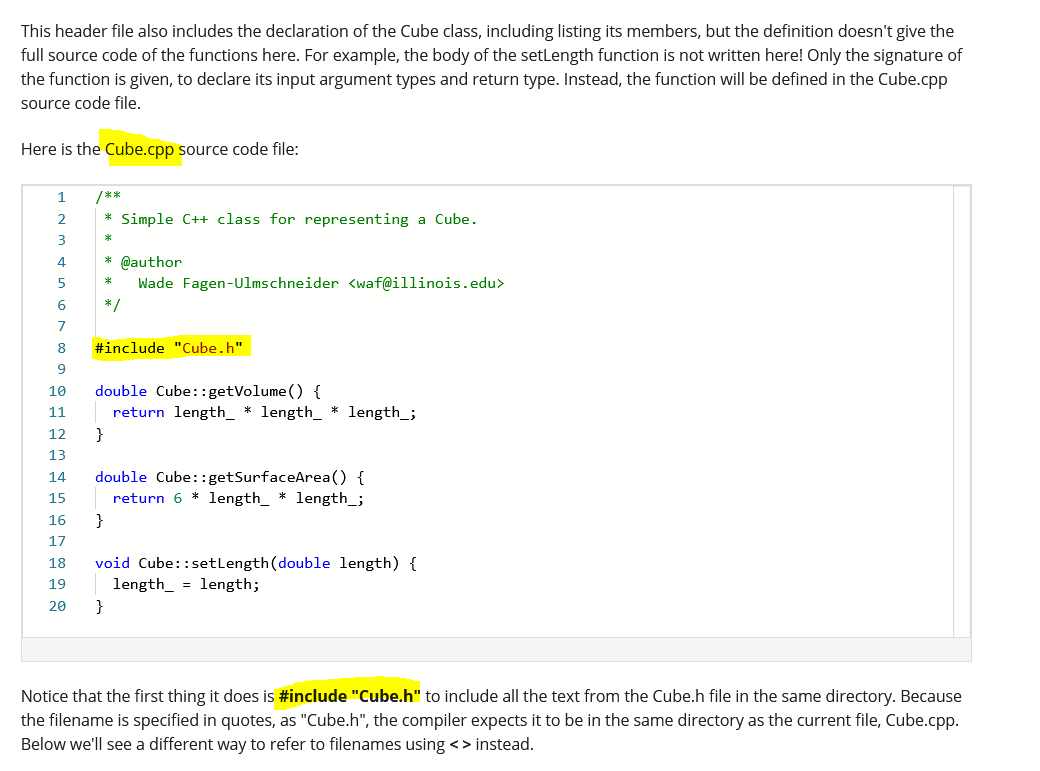 This header file also includes the declaration of the Cube class, including listing its members, but the definition doesn't give the
full source code of the functions here. For example, the body of the setLength function is not written here! Only the signature of
the function is given, to declare its input argument types and return type. Instead, the function will be defined in the Cube.cpp
source code file.
Here is the Cube.cpp source code file:
1 /**
2 * Simple C++ class for representing a Cube.
3 *
4 * @author
5 *   Wade Fagen-Ulmschneider <waf@illinois.edu>
6 */
7
8 #include "Cube.h"
9
10 double Cube::getVolume() {
11   return length_ * length_ * length_;
12 }
13
14 double Cube::getSurfaceArea() {
15   return 6 * length_ * length_;
16 }
17
18 void Cube::setLength(double length) {
19   length_ = length;
20 }
Notice that the first thing it does is #include "Cube.h" to include all the text from the Cube.h file in the same directory. Because
the filename is specified in quotes, as "Cube.h", the compiler expects it to be in the same directory as the current file, Cube.cpp.
Below we'll see a different way to refer to filenames using < > instead.